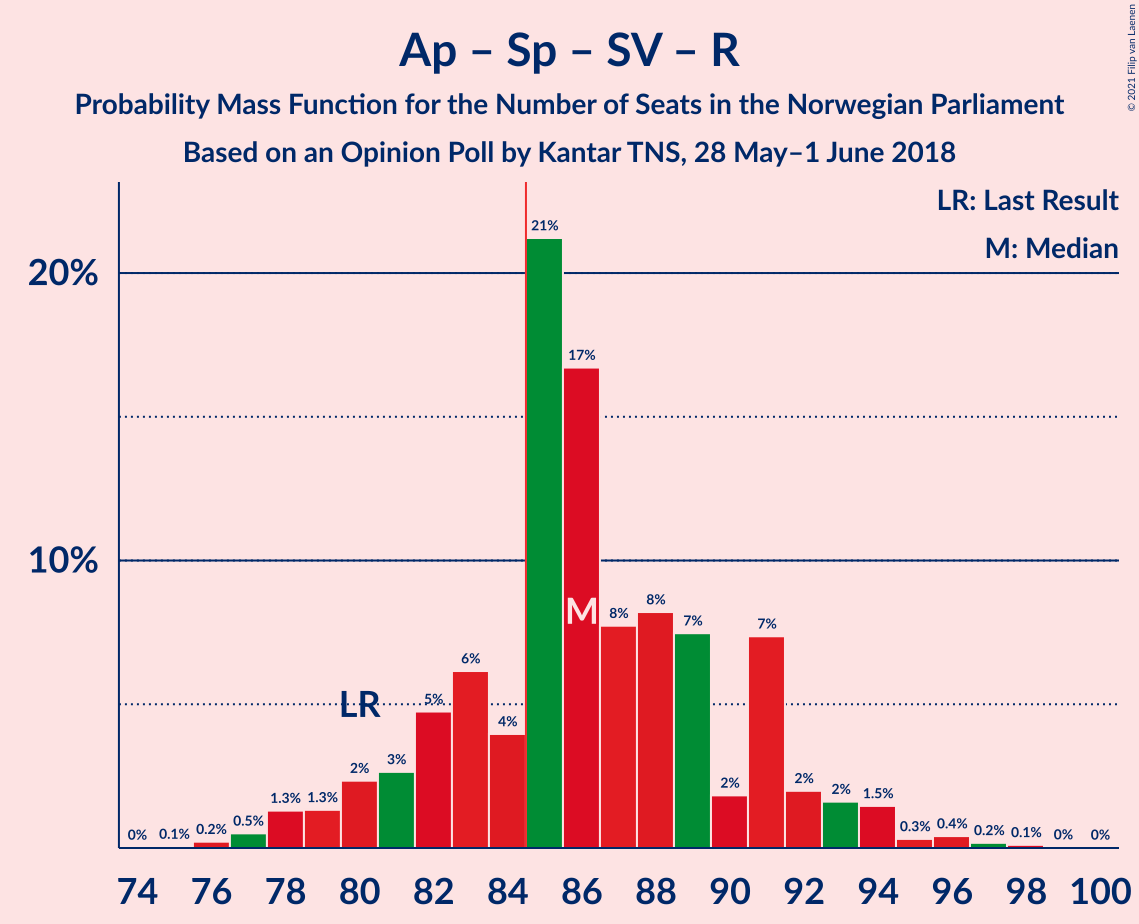 Ap – Sp – SV – R
Probability Mass Function for the Number of Seats in the Norwegian Parliament
Based on an Opinion Poll by Kantar TNS, 28 May–1 June 2018
© 2021 Filip van Laenen
LR: Last Result
M: Median
20%
10%
0% 0.1% 0.2% 0.5% 1.3% 1.3% 2% 3% 5% 6% 4% 21% 17% 8% 8% 7% 2% 7% 2% 2% 1.5% 0.3% 0.4% 0.2% 0.1% 0% 0%
LR
M
74 76 78 80 82 84 86 88 90 92 94 96 98 100